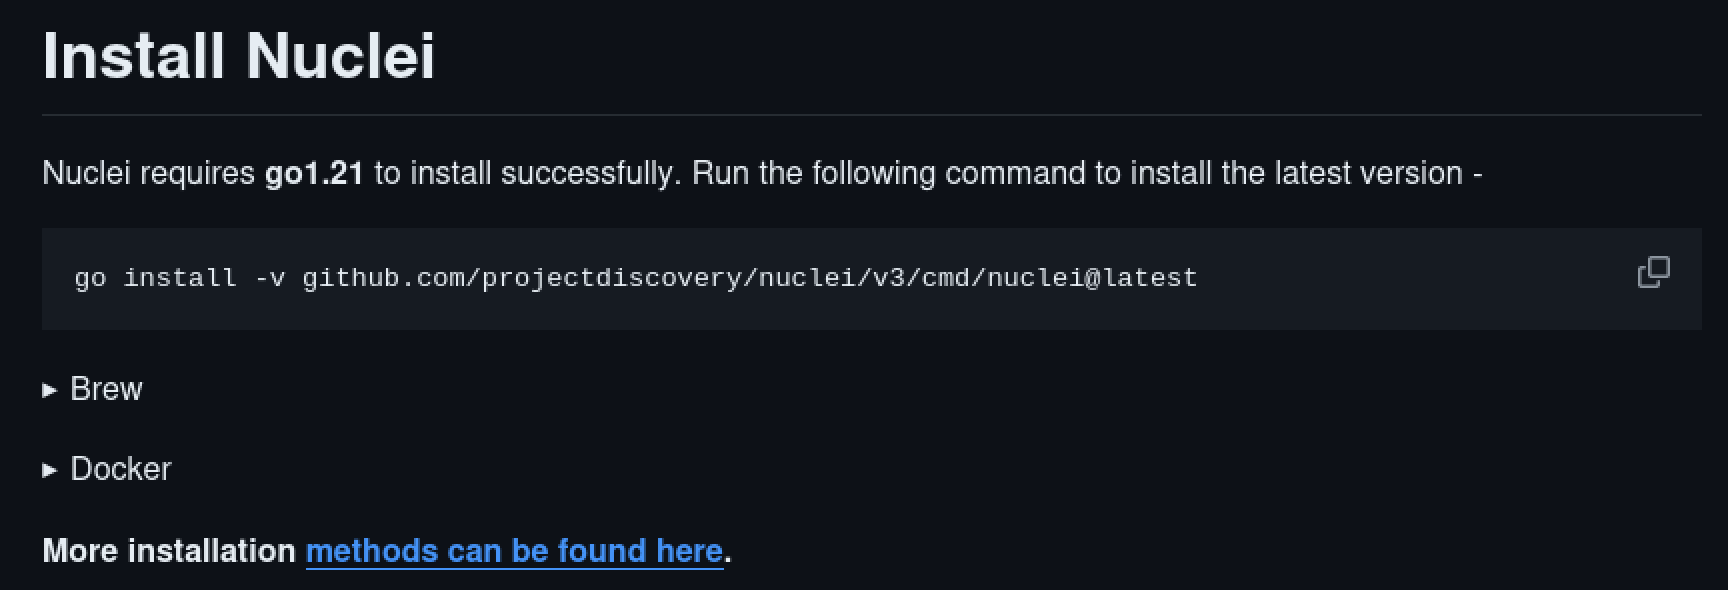 Install Nuclei
Nuclei requires go1.21 to install successfully. Run the following command to install the latest version -
go install -v github.com/projectdiscovery/nuclei/v3/cmd/nuclei@latest
Brew
Docker
More installation methods can be found here.